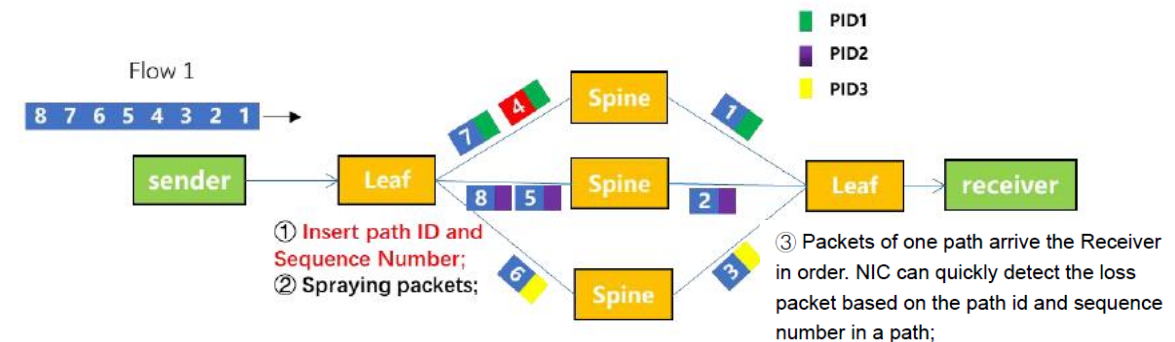 PID1
PID2
PID3
Flow 1
8 7 6 5 4 3 2 1
sender
Leaf
7
4
Spine
1
8
5
Spine
2
6
Spine
3
Leaf
receiver
① Insert path ID and
Sequence Number;
② Spraying packets;
③ Packets of one path arrive the Receiver
in order. NIC can quickly detect the loss
packet based on the path id and sequence
number in a path;